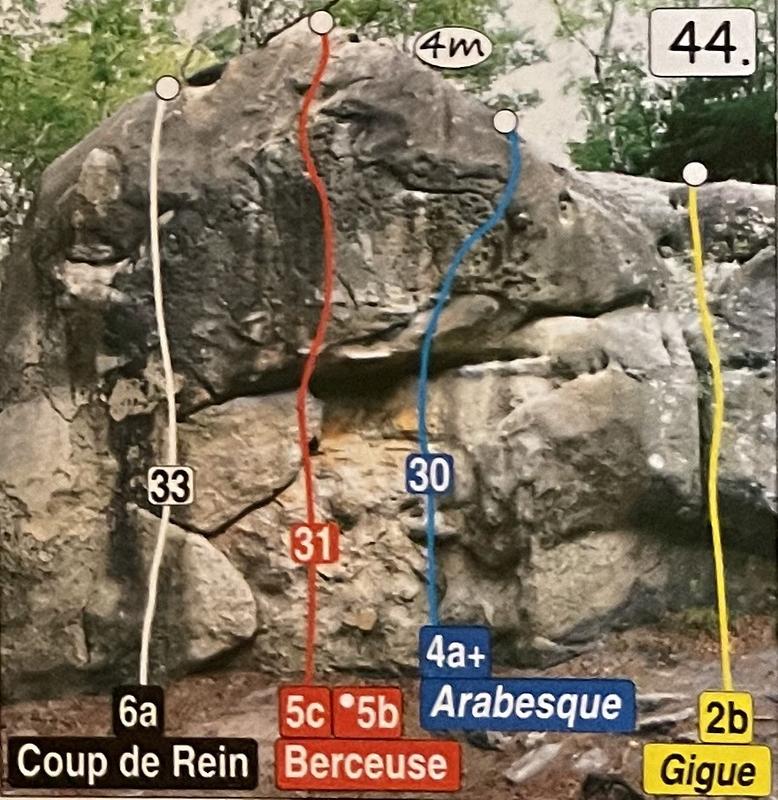 4m
44.
33
30
31
4a+
Arabesque
6a
5c •5b
2b
Coup de Rein
Berceuse
Gigue